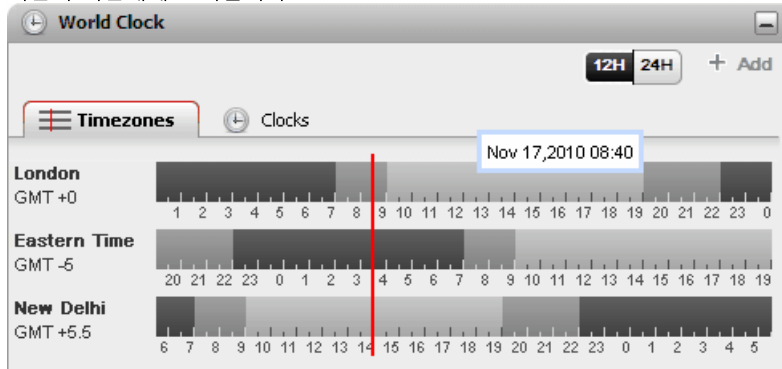 World Clock
12H 24H + Add
Timezones Clocks
Nov 17,2010 08:40
London
GMT +0
1 2 3 4 5 6 7 8 9 10 11 12 13 14 15 16 17 18 19 20 21 22 23 0
Eastern Time
GMT -5
20 21 22 23 0 1 2 3 4 5 6 7 8 9 10 11 12 13 14 15 16 17 18 19
New Delhi
GMT +5.5
6 7 8 9 10 11 12 13 14 15 16 17 18 19 20 21 22 23 0 1 2 3 4 5